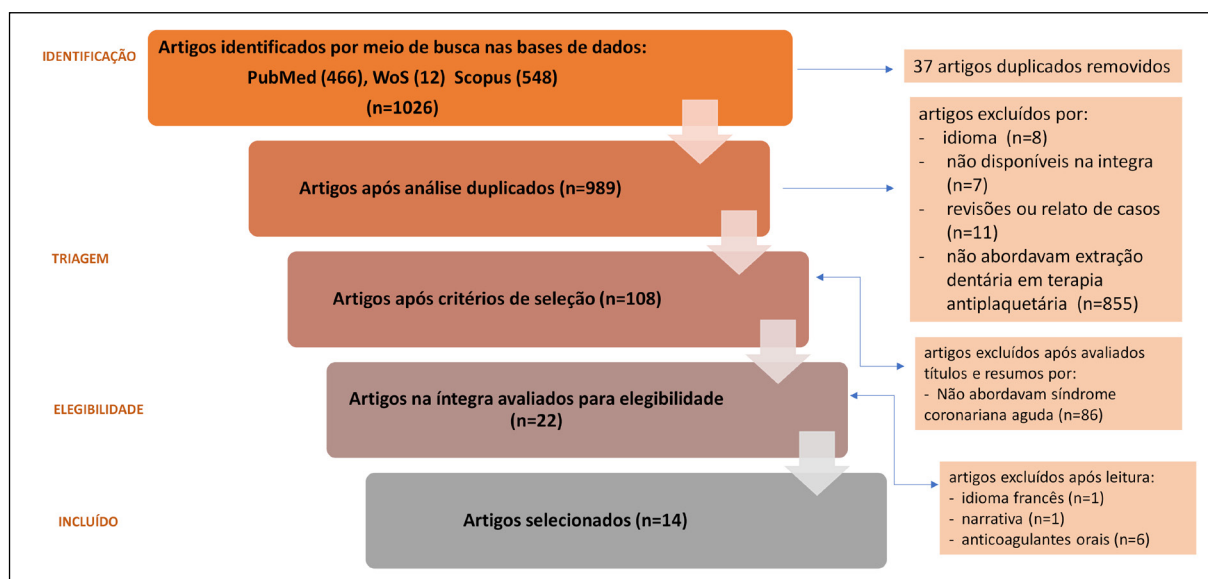 IDENTIFICAÇÃO
Artigos identificados por meio de busca nas bases de dados:
PubMed (466), WoS (12) Scopus (548)
(n=1026)
37 artigos duplicados removidos
Artigos após análise duplicados (n=989)
artigos excluídos por:
- idioma (n=8)
- não disponíveis na integra
(n=7)
- revisões ou relato de casos
(n=11)
- não abordavam extração
dentária em terapia
antiplaquetária (n=855)
TRIAGEM
Artigos após critérios de seleção (n=108)
artigos excluídos após avaliados
títulos e resumos por:
- Não abordavam síndrome
coronariana aguda (n=86)
ELEGIBILIDADE
Artigos na íntegra avaliados para elegibilidade
(n=22)
artigos excluídos após leitura:
- idioma francês (n=1)
- narrativa (n=1)
- anticoagulantes orais (n=6)
INCLUÍDO
Artigos selecionados (n=14)